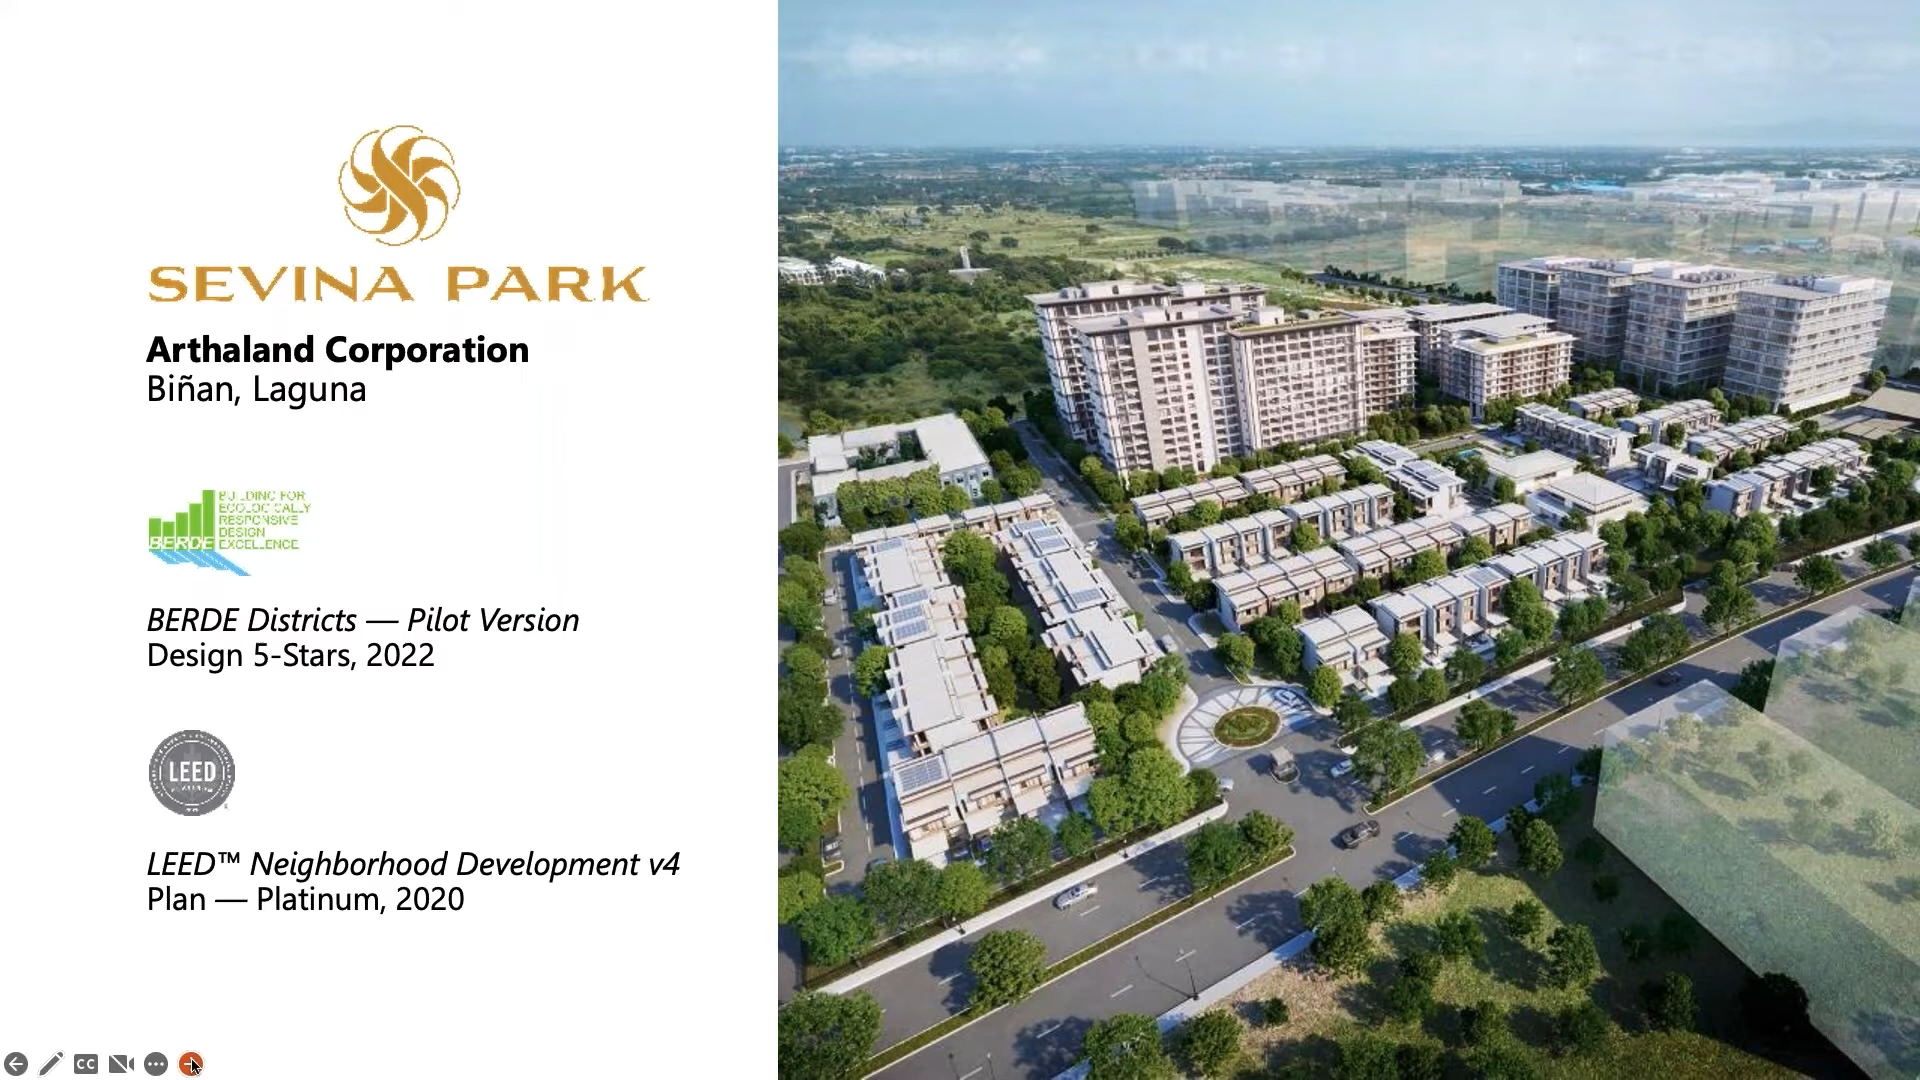 SEVINA PARK
Arthaland Corporation
Biñan, Laguna
BUILDING FOR
ECOLOGICALLY
RESPONSIVE
DESIGN
EXCELLENCE
BERDE
BERDE Districts — Pilot Version
Design 5-Stars, 2022
LEED
LEED™ Neighborhood Development v4
Plan — Platinum, 2020
CC